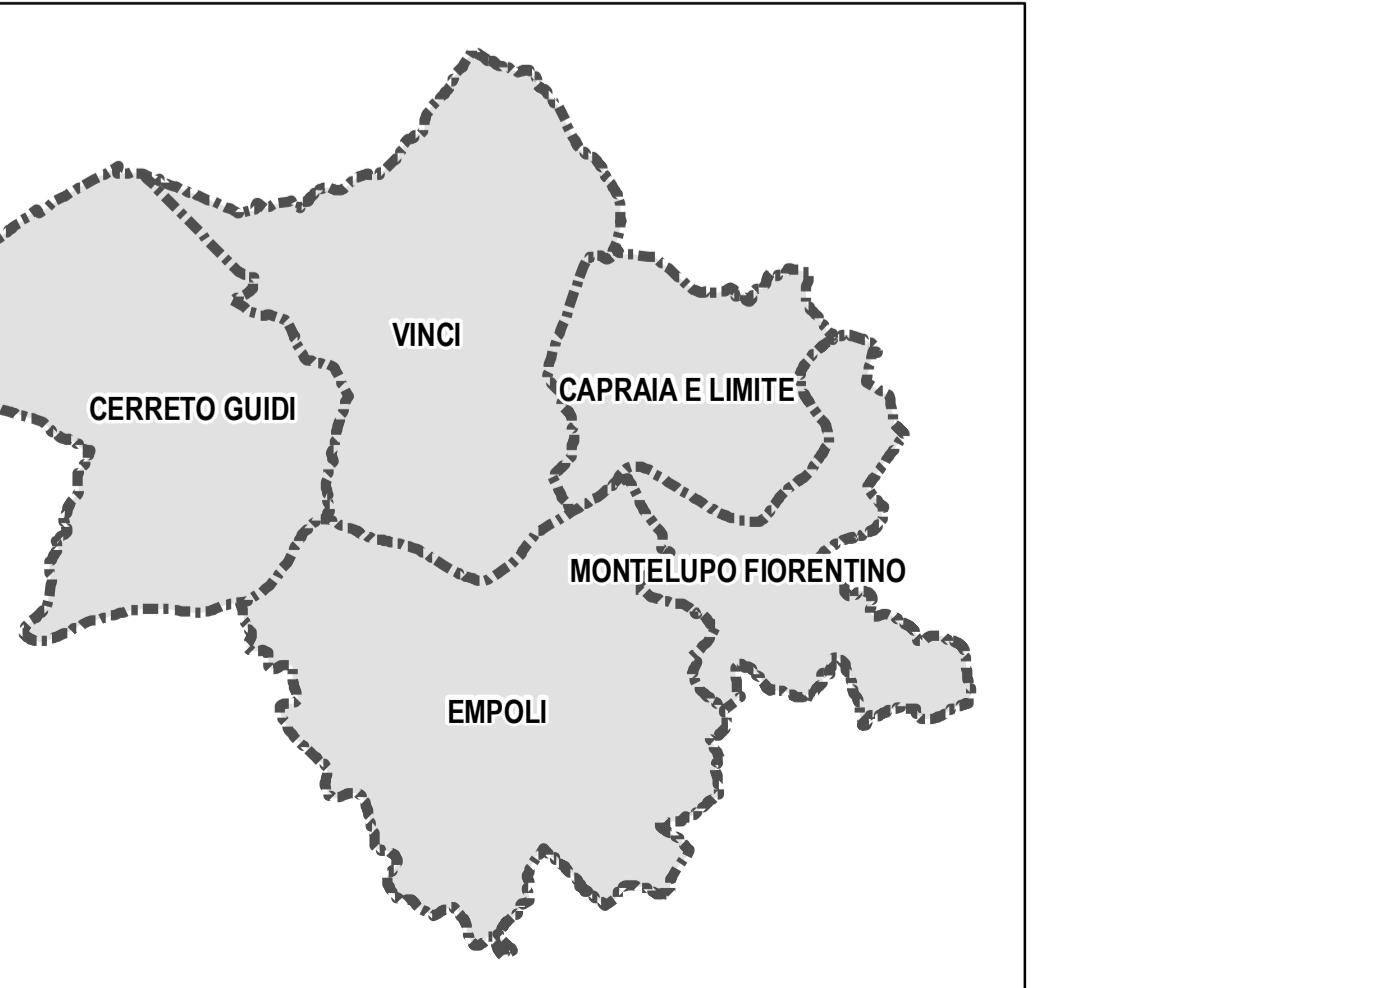 VINCI
CAPRAIA E LIMITE
CERRETO GUIDI
MONTELUPO FIORENTINO
EMPOLI